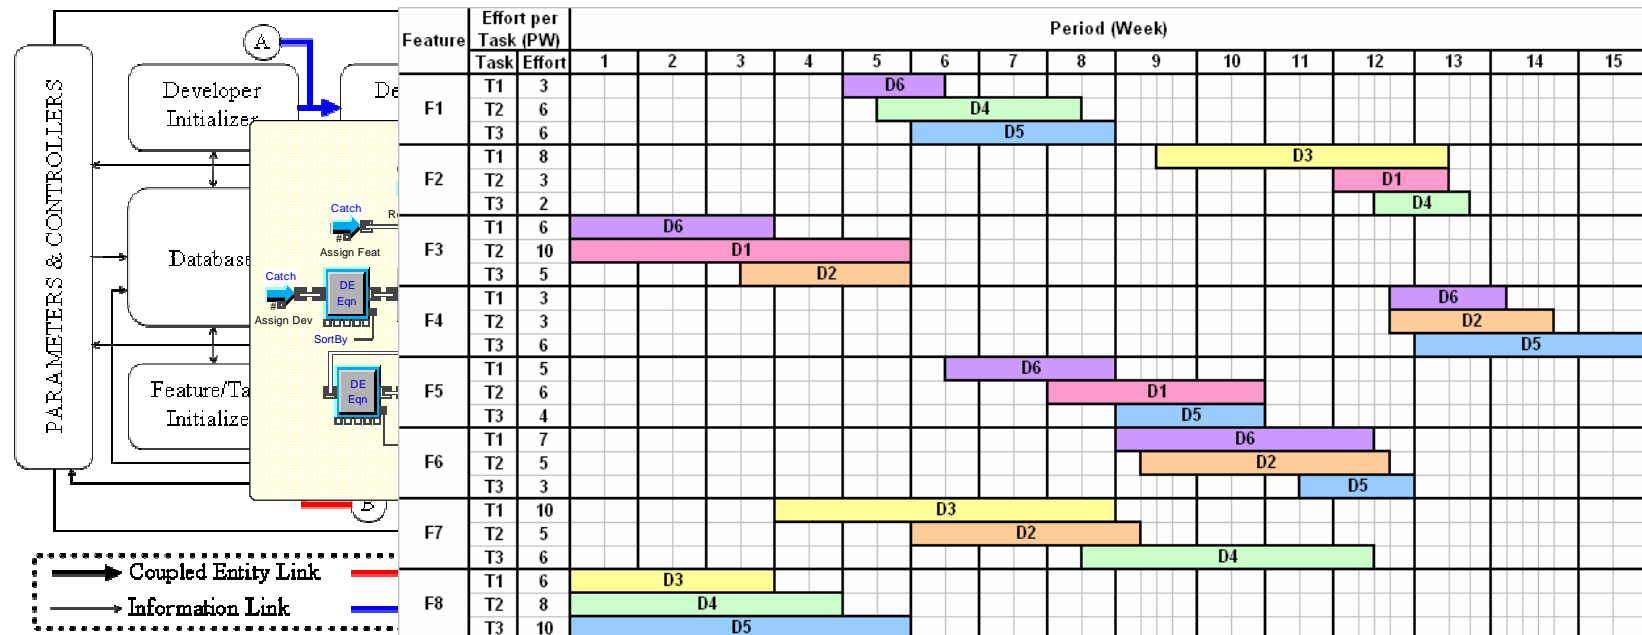 A
Developer
Initializer
De
PARAMETERS & CONTROLLERS
Database
Catch
#
Assign Feat
Catch
#
Assign Dev
DE
Eqn
SortBy
DE
Eqn
Feature/Ta
Initialize
B
Coupled Entity Link
Information Link
Feature Effort per Task (PW) Period (Week)
Task Effort 1 2 3 4 5 6 7 8 9 10 11 12 13 14 15
F1
T1 3 D6
T2 6 D4
T3 6 D5
F2
T1 8 D3
T2 3 D1
T3 2 D4
F3
T1 6 D6
T2 10 D1
T3 5 D2
F4
T1 3 D6
T2 3 D2
T3 6 D5
F5
T1 5 D6
T2 6 D1
T3 4 D5
F6
T1 7 D6
T2 5 D2
T3 3 D5
F7
T1 10 D3
T2 5 D2
T3 6 D4
F8
T1 6 D3
T2 8 D4
T3 10 D5